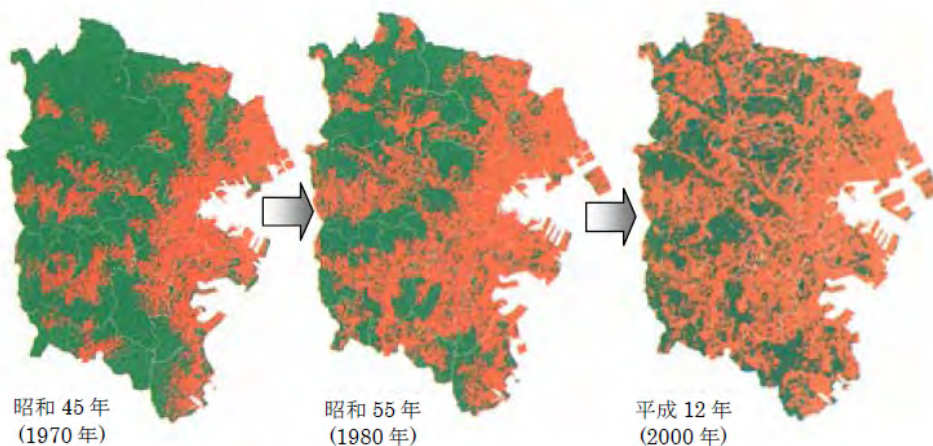 昭和 45 年
(1970 年)
昭和 55 年
(1980 年)
平成 12 年
(2000 年)